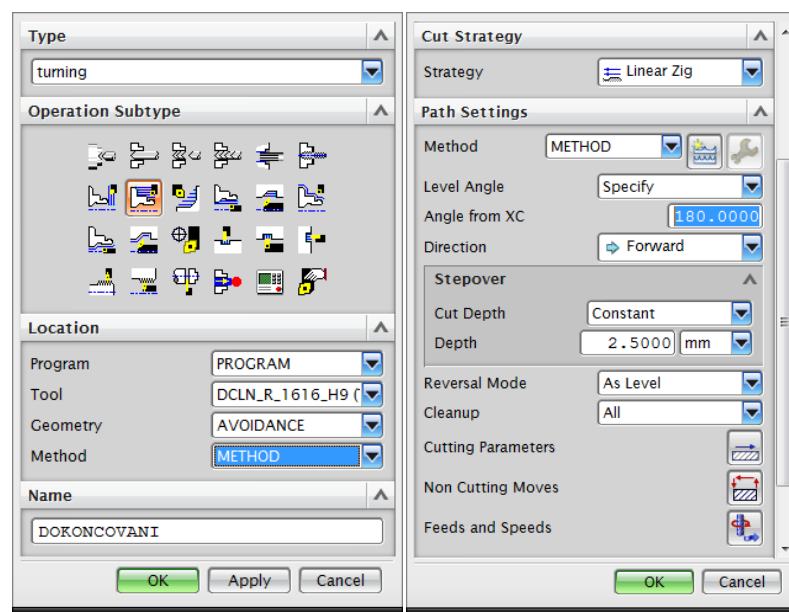 Type
turning
Operation Subtype
Location
Program PROGRAM
Tool DCLN_R_1616_H9 (
Geometry AVOIDANCE
Method METHOD
Name
DOKONCOVANI
OK Apply Cancel
Cut Strategy
Strategy Linear Zig
Path Settings
Method METHOD
Level Angle Specify
Angle from XC 180.0000
Direction Forward
Stepover
Cut Depth Constant
Depth 2.5000 mm
Reversal Mode As Level
Cleanup All
Cutting Parameters
Non Cutting Moves
Feeds and Speeds
OK Cancel